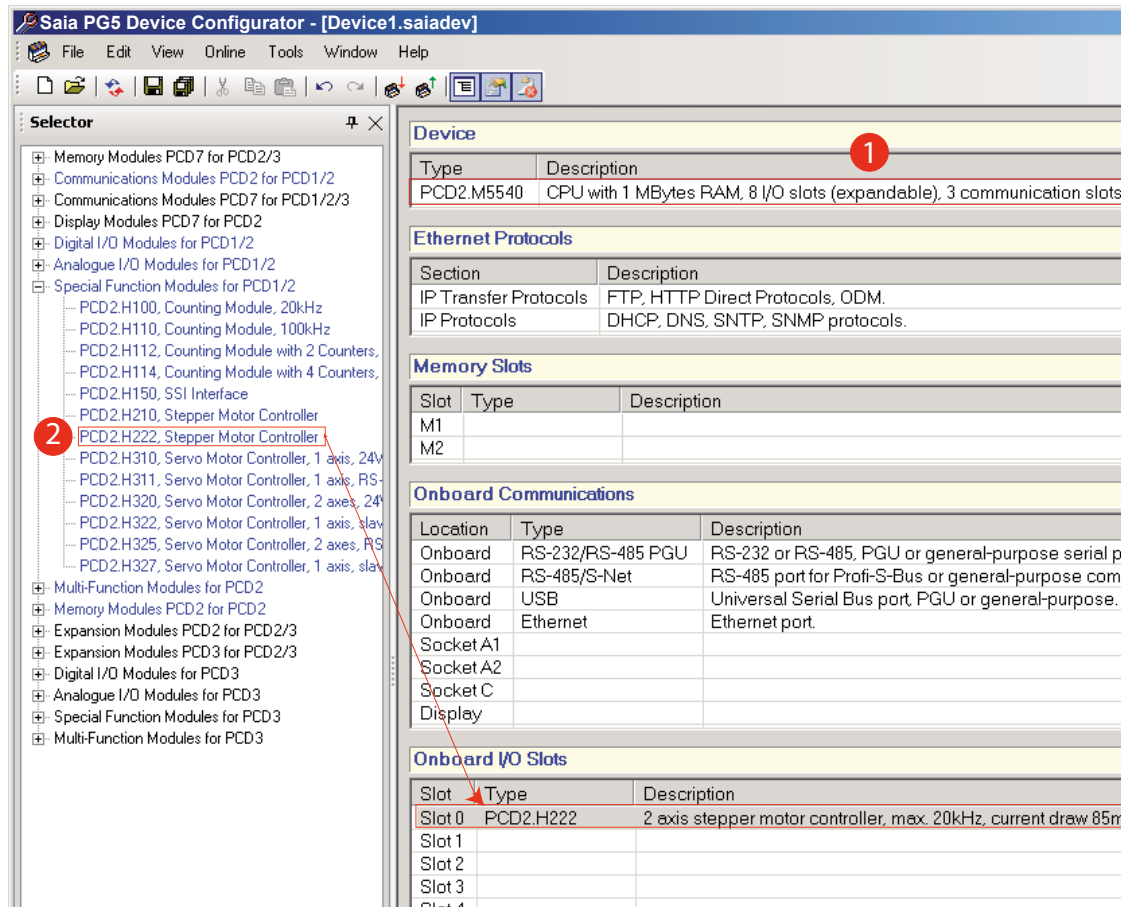 Saia PG5 Device Configurator - [Device1.saiadev]
File Edit View Online Tools Window Help
Selector
Memory Modules PCD7 for PCD2/3
Communications Modules PCD2 for PCD1/2
Communications Modules PCD7 for PCD1/2/3
Display Modules PCD7 for PCD2
Digital I/O Modules for PCD1/2
Analogue I/O Modules for PCD1/2
Special Function Modules for PCD1/2
PCD2.H100, Counting Module, 20kHz
PCD2.H110, Counting Module, 100kHz
PCD2.H112, Counting Module with 2 Counters,
PCD2.H114, Counting Module with 4 Counters,
PCD2.H150, SSI Interface
PCD2.H210, Stepper Motor Controller
2 PCD2.H222, Stepper Motor Controller
PCD2.H310, Servo Motor Controller, 1 axis, 24V
PCD2.H311, Servo Motor Controller, 1 axis, RS-
PCD2.H320, Servo Motor Controller, 2 axes, 24
PCD2.H322, Servo Motor Controller, 1 axis, slav
PCD2.H325, Servo Motor Controller, 2 axes, RS
PCD2.H327, Servo Motor Controller, 1 axis, slav
Multi-Function Modules for PCD2
Memory Modules PCD2 for PCD2
Expansion Modules PCD2 for PCD2/3
Expansion Modules PCD3 for PCD2/3
Digital I/O Modules for PCD3
Analogue I/O Modules for PCD3
Special Function Modules for PCD3
Multi-Function Modules for PCD3
Device
1
Type Description
PCD2.M5540 CPU with 1 MBytes RAM, 8 I/O slots (expandable), 3 communication slots
Ethernet Protocols
Section Description
IP Transfer Protocols FTP, HTTP Direct Protocols, ODM.
IP Protocols DHCP, DNS, SNTP, SNMP protocols.
Memory Slots
Slot Type Description
M1
M2
Onboard Communications
Location Type Description
Onboard RS-232/RS-485 PGU RS-232 or RS-485, PGU or general-purpose serial p
Onboard RS-485/S-Net RS-485 port for Profi-S-Bus or general-purpose com
Onboard USB Universal Serial Bus port, PGU or general-purpose.
Onboard Ethernet Ethernet port.
Socket A1
Socket A2
Socket C
Display
Onboard I/O Slots
Slot Type Description
Slot 0 PCD2.H222 2 axis stepper motor controller, max. 20kHz, current draw 85m
Slot 1
Slot 2
Slot 3
Slot 4